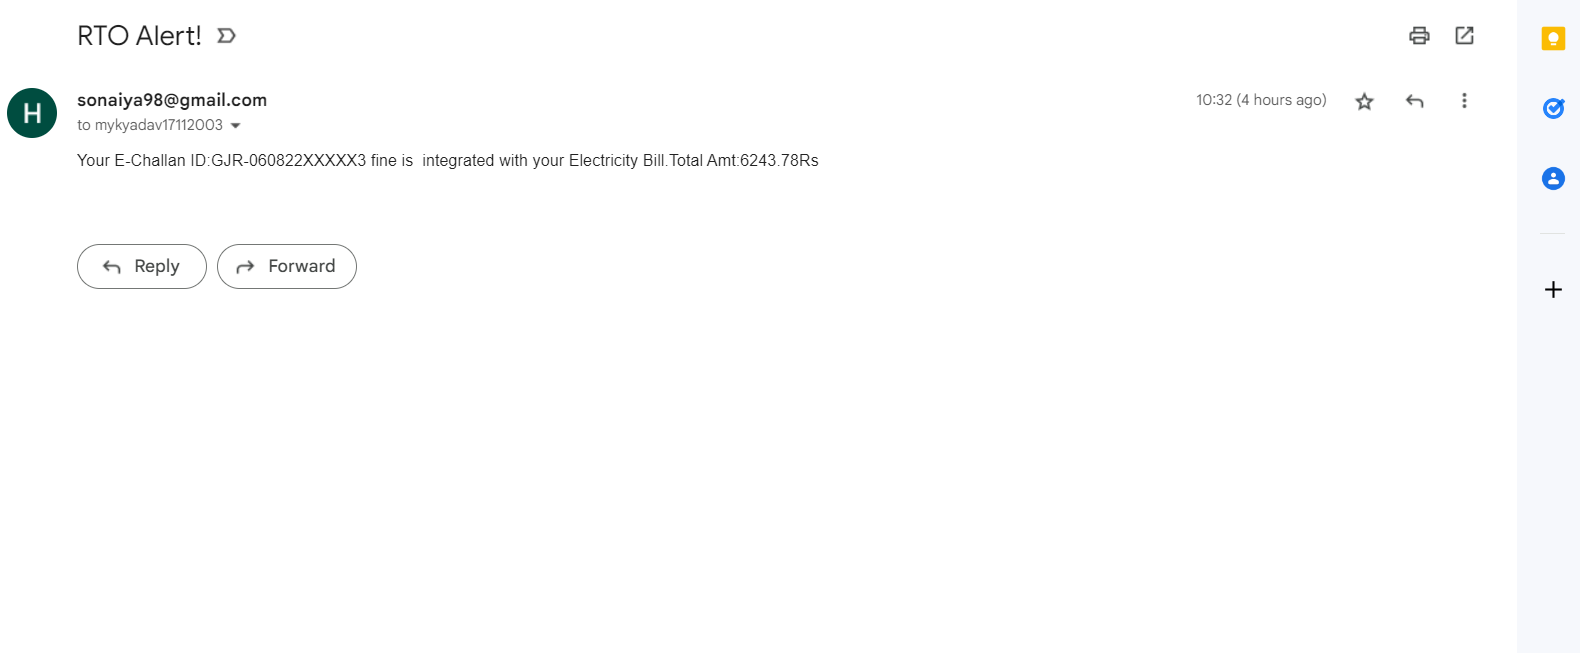 RTO Alert!
H
sonaiya98@gmail.com
10:32 (4 hours ago)
to mykyadav17112003
Your E-Challan ID:GJR-060822XXXXX3 fine is  integrated with your Electricity Bill.Total Amt:6243.78Rs
Reply
Forward